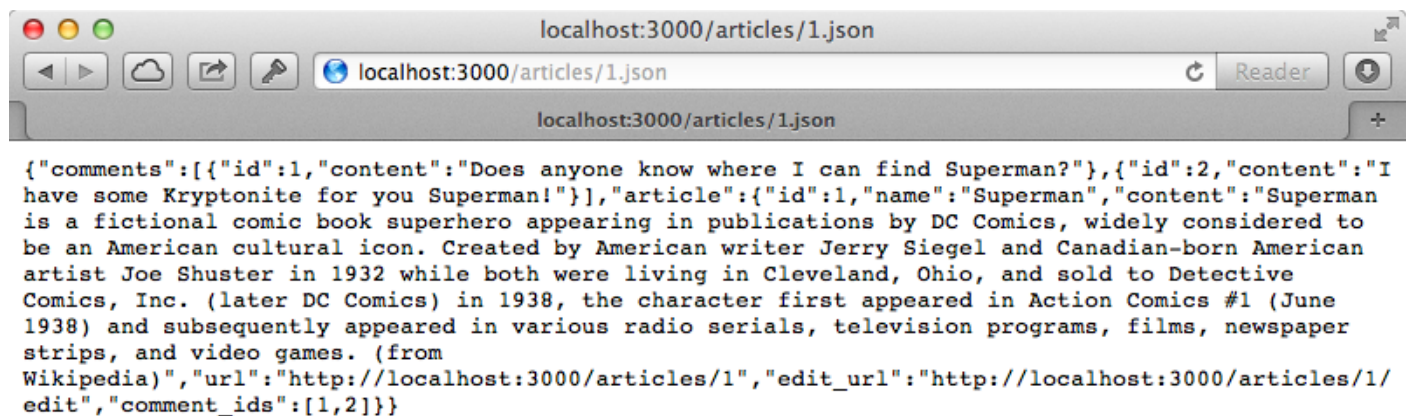 localhost:3000/articles/1.json
localhost:3000/articles/1.json
Reader
localhost:3000/articles/1.json
{"comments":[{"id":1,"content":"Does anyone know where I can find Superman?"},{"id":2,"content":"I
have some Kryptonite for you Superman!"}],"article":{"id":1,"name":"Superman","content":"Superman
is a fictional comic book superhero appearing in publications by DC Comics, widely considered to
be an American cultural icon. Created by American writer Jerry Siegel and Canadian-born American
artist Joe Shuster in 1932 while both were living in Cleveland, Ohio, and sold to Detective
Comics, Inc. (later DC Comics) in 1938, the character first appeared in Action Comics #1 (June
1938) and subsequently appeared in various radio serials, television programs, films, newspaper
strips, and video games. (from
Wikipedia)","url":"http://localhost:3000/articles/1","edit_url":"http://localhost:3000/articles/1/
edit","comment_ids":[1,2]}}